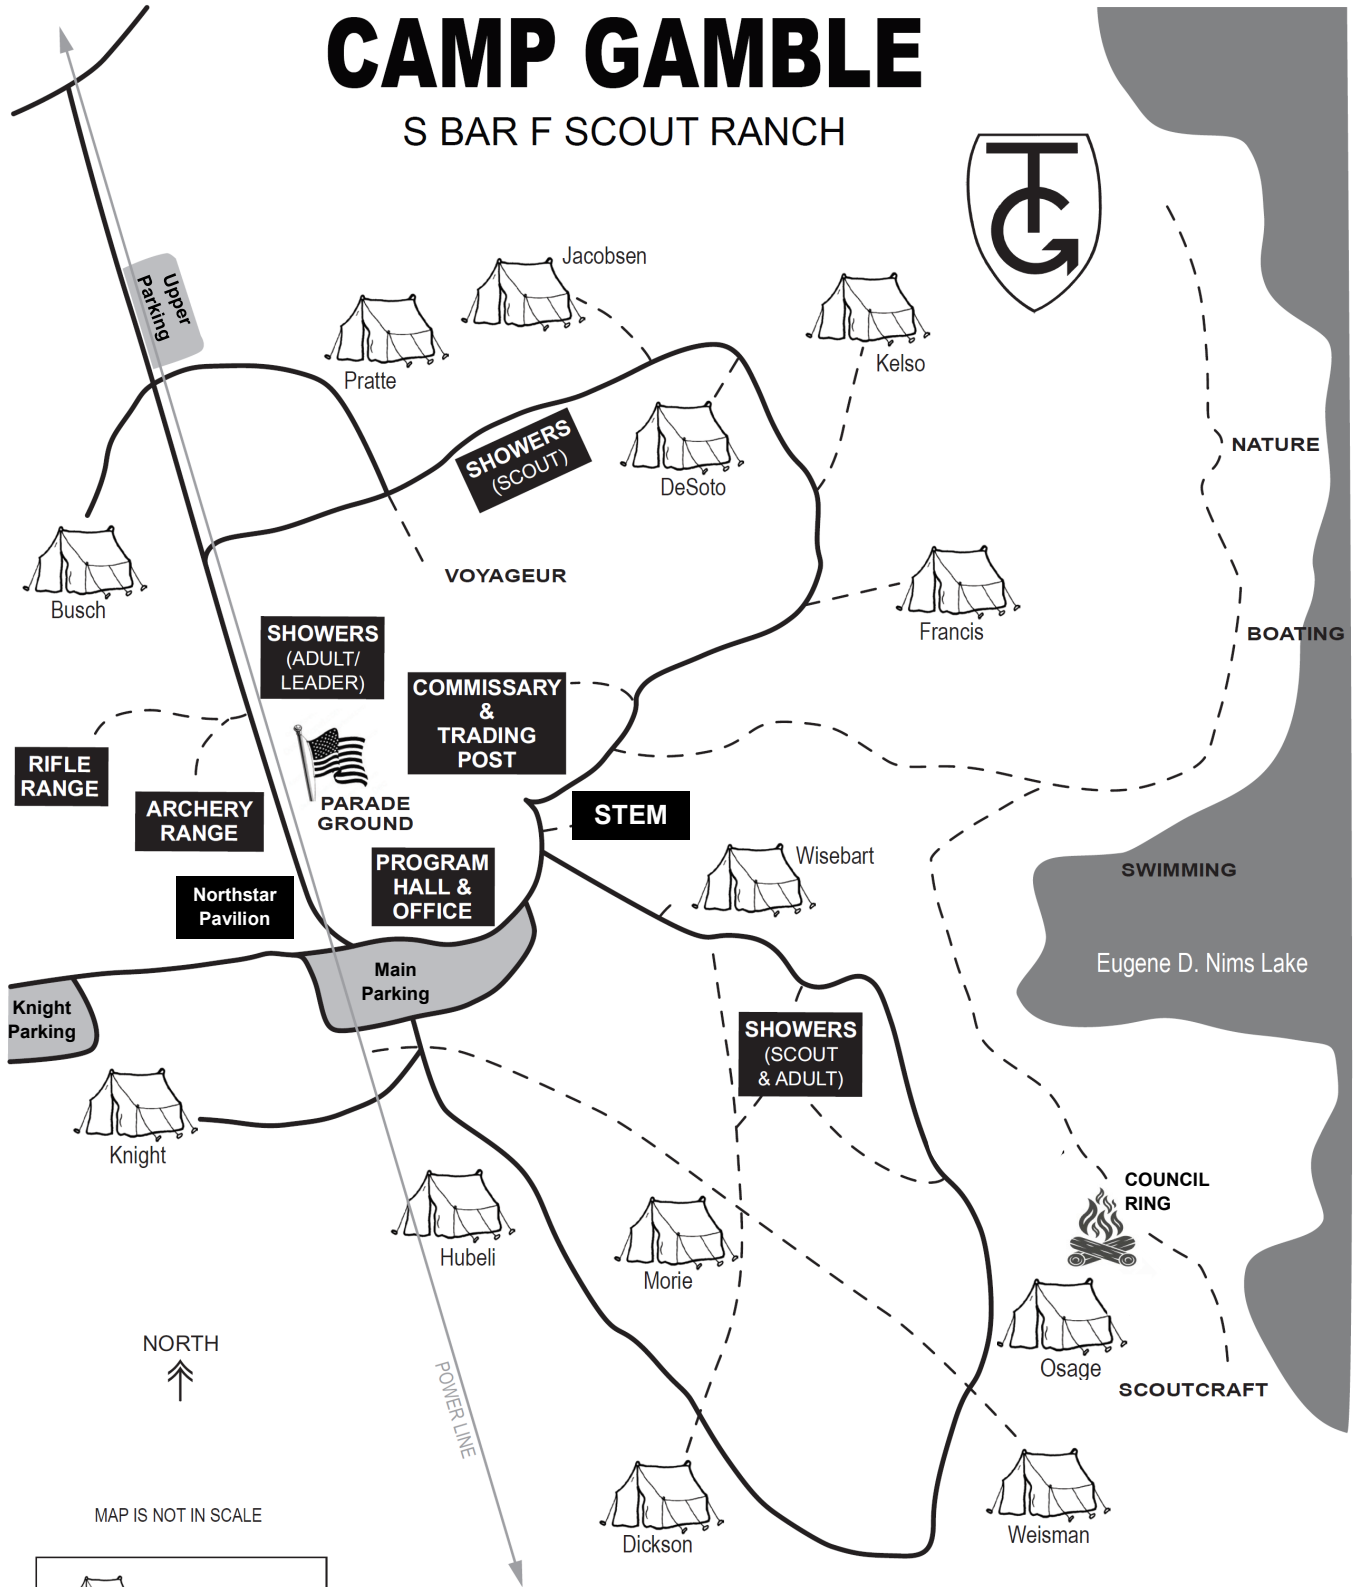 CAMP GAMBLE
S BAR F SCOUT RANCH
TG
Upper
Parking
Jacobsen
Pratte
Kelso
SHOWERS
(SCOUT)
DeSoto
NATURE
VOYAGEUR
Busch
Francis
BOATING
SHOWERS
(ADULT/
LEADER)
COMMISSARY
&
TRADING
POST
RIFLE
RANGE
ARCHERY
RANGE
PARADE
GROUND
STEM
PROGRAM
HALL &
OFFICE
Wisebart
SWIMMING
Northstar
Pavilion
Main
Parking
Eugene D. Nims Lake
Knight
Parking
SHOWERS
(SCOUT
& ADULT)
Knight
COUNCIL
RING
Hubeli
Morie
NORTH
Osage
SCOUTCRAFT
POWER LINE
MAP IS NOT IN SCALE
Dickson
Weisman